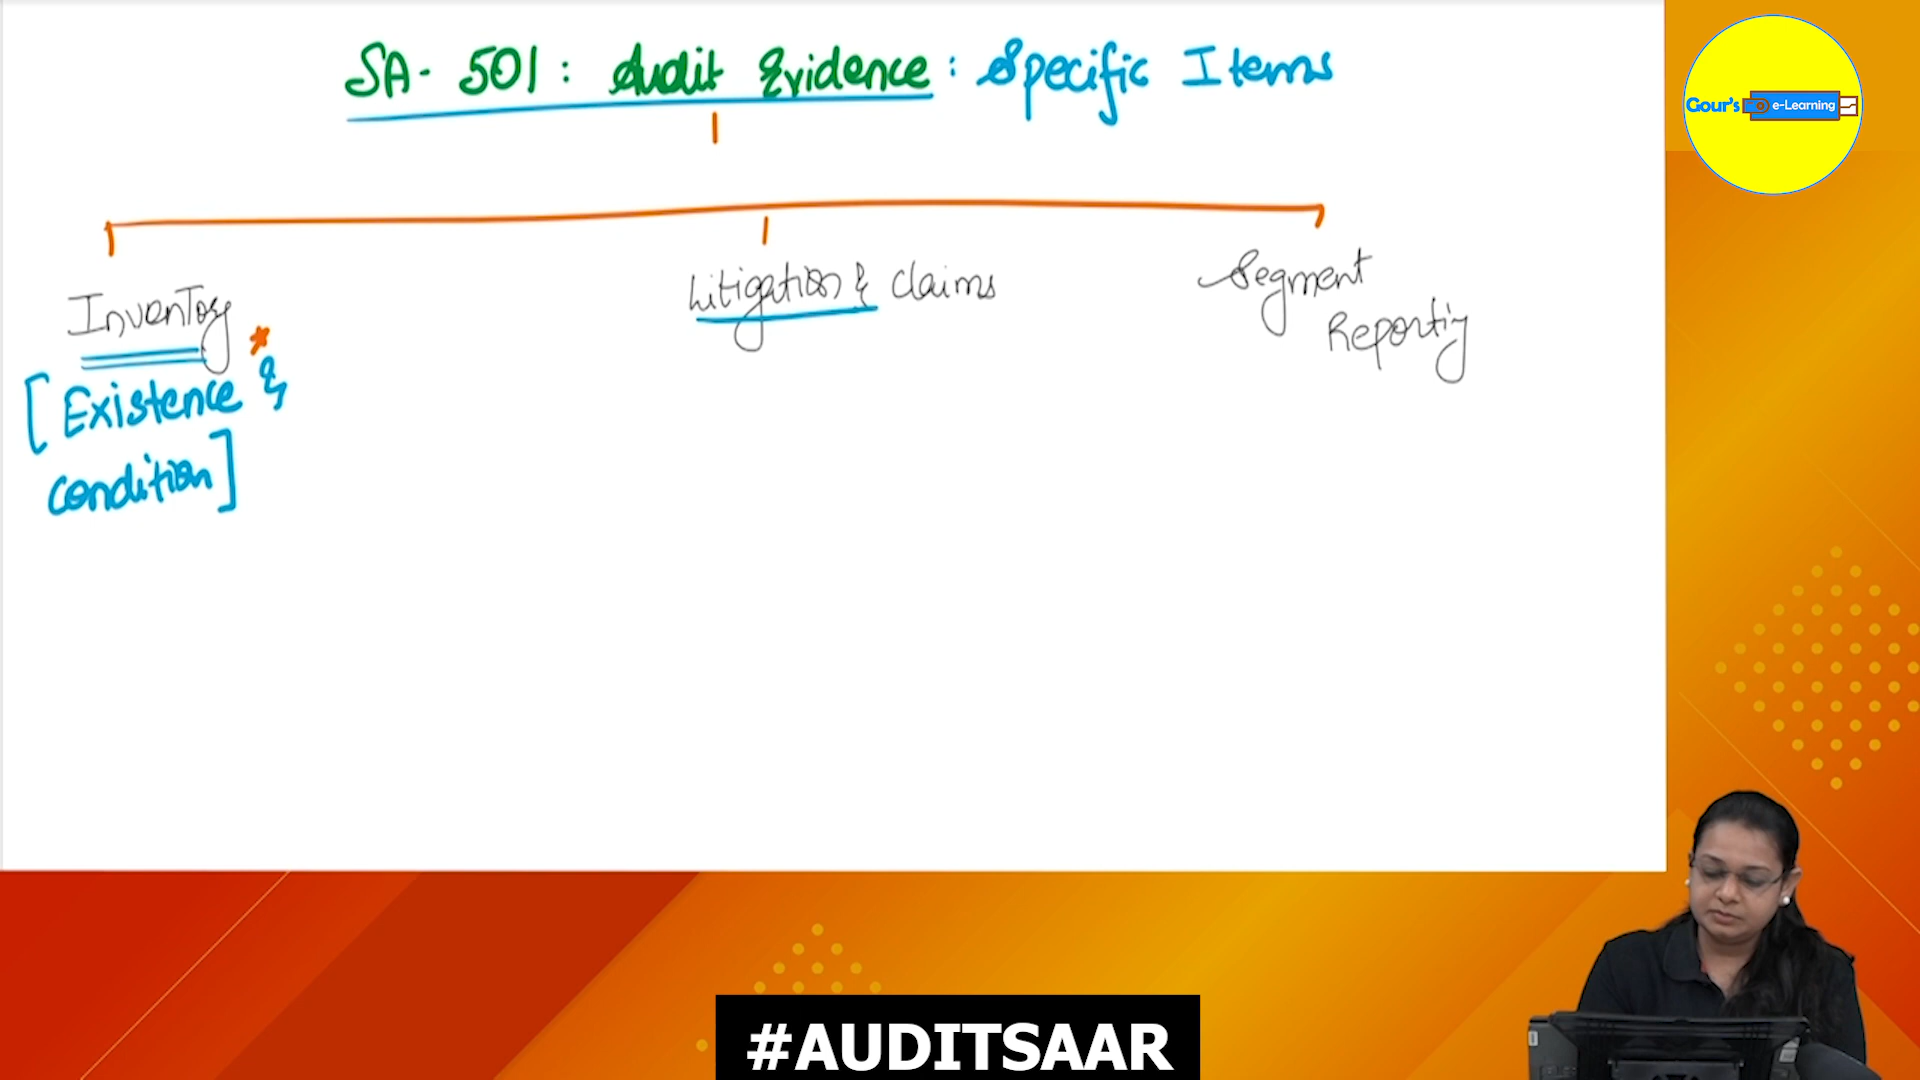 SA- 501 : Audit Evidence : Specific Items
Gour's e-Learning
Inventory
[Existence &
condition]
Litigation & claims
Segment
Reporting
#AUDITSAAR